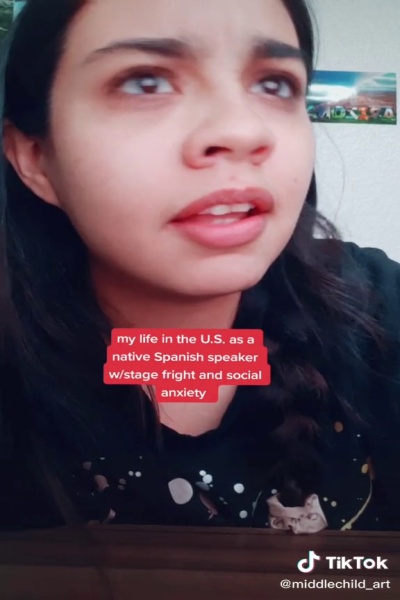 my life in the U.S. as a
native Spanish speaker
w/stage fright and social
anxiety
TikTok
@middlechild_art